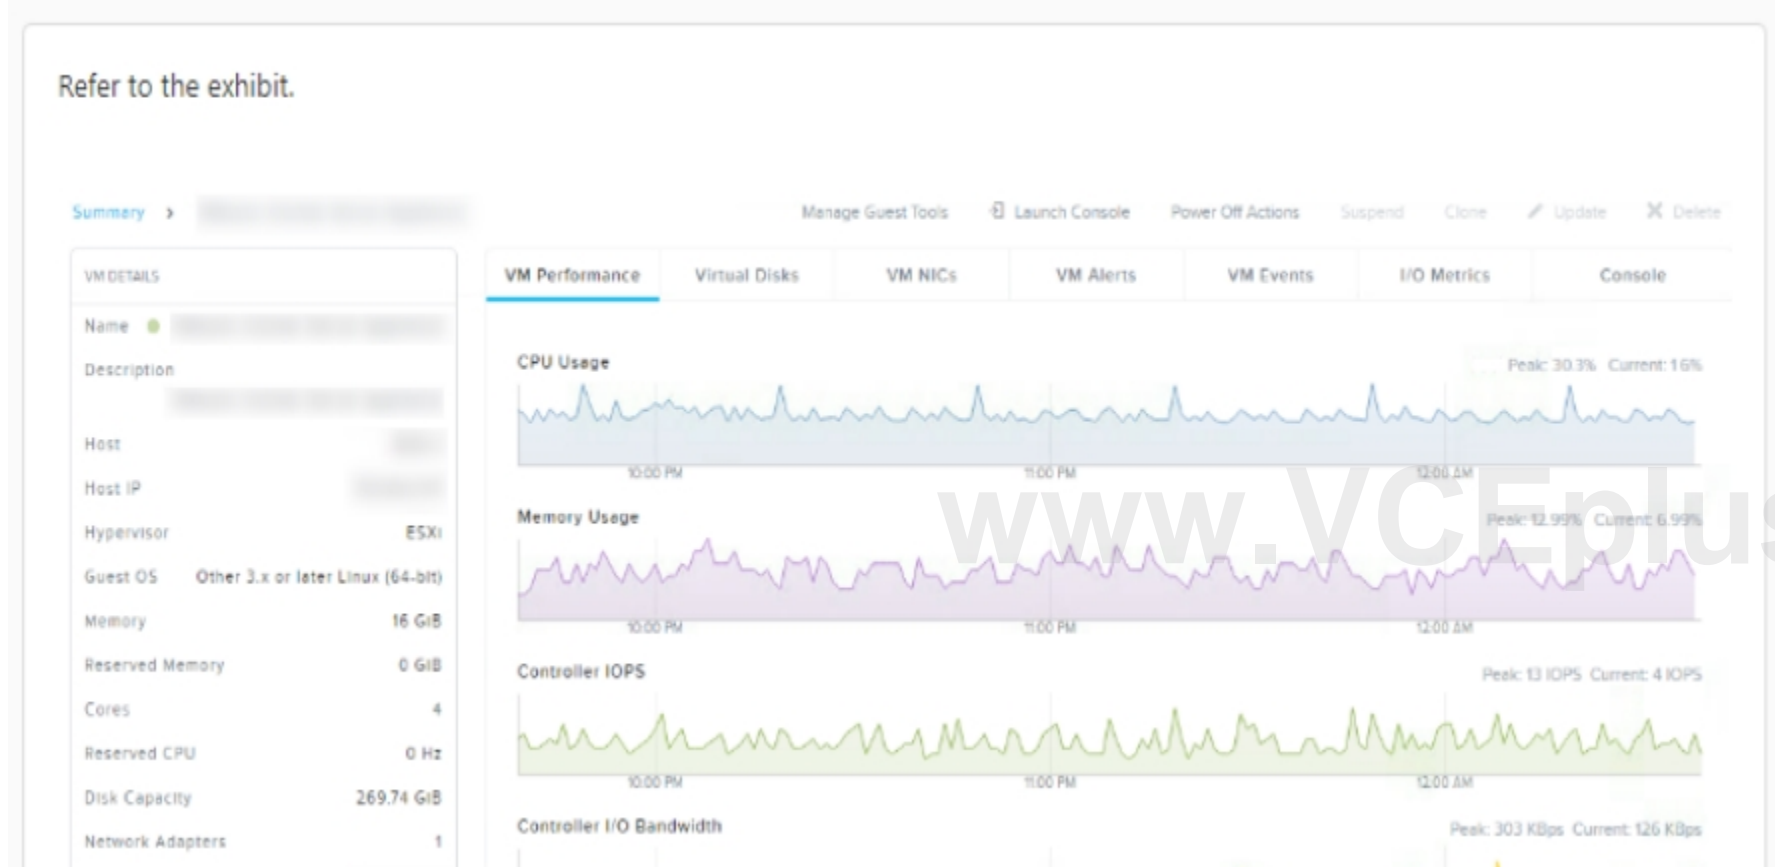 Refer to the exhibit.
Summary >
Manage Guest Tools Launch Console Power Off Actions Suspend Clone Update Delete
VM DETAILS
Name
Description
Host
Host IP
Hypervisor ESXi
Guest OS Other 3.x or later Linux (64-bit)
Memory 16 GiB
Reserved Memory 0 GiB
Cores 4
Reserved CPU 0 Hz
Disk Capacity 269.74 GiB
Network Adapters 1
VM Performance Virtual Disks VM NICs VM Alerts VM Events I/O Metrics Console
CPU Usage Peak: 30.3% Current: 16%
10:00 PM 11:00 PM 12:00 AM
Memory Usage Peak: 12.99% Current: 6.99%
10:00 PM 11:00 PM 12:00 AM
Controller IOPS Peak: 13 IOPS Current: 4 IOPS
10:00 PM 11:00 PM 12:00 AM
Controller I/O Bandwidth Peak: 303 KBps Current: 126 KBps
www.VCEplus